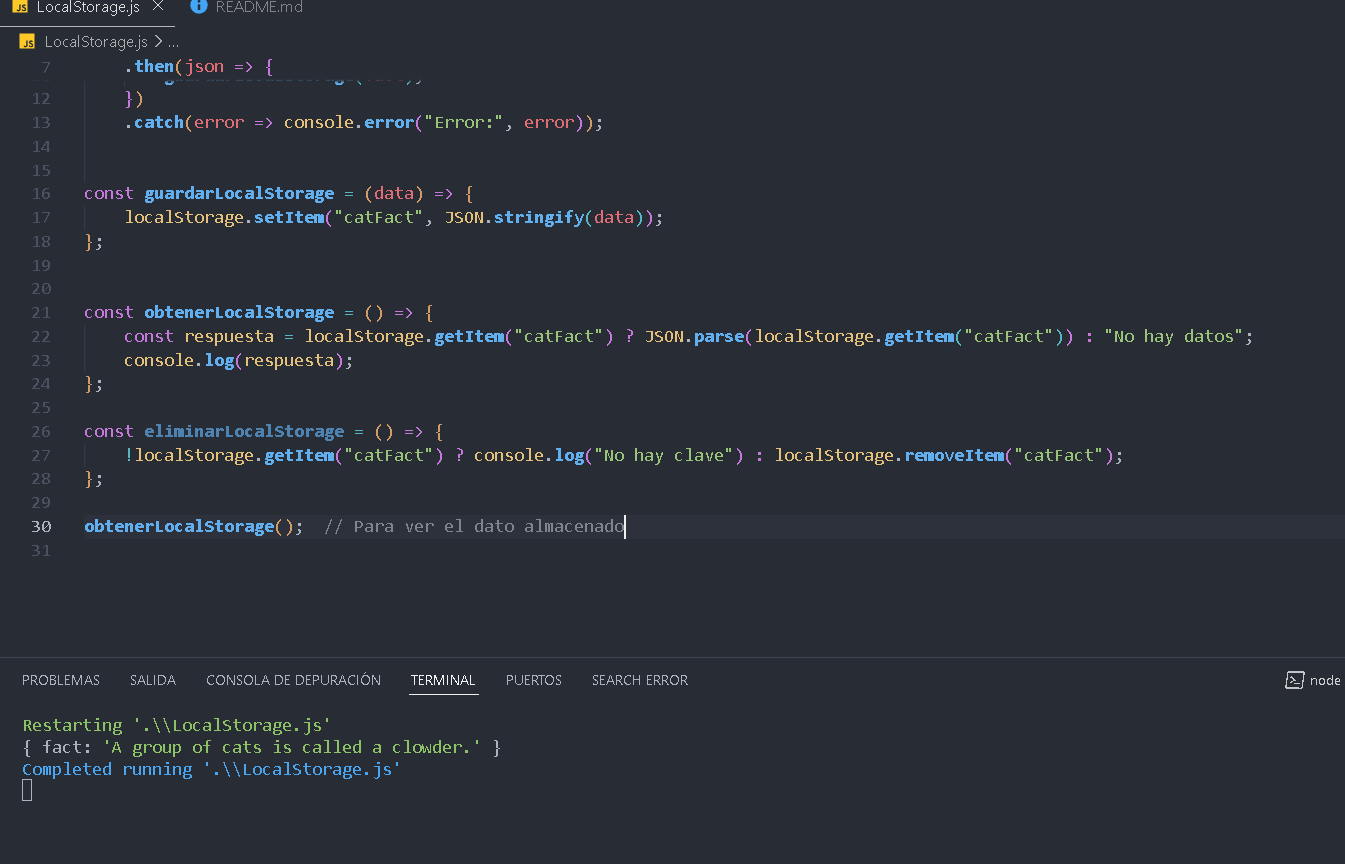 JS LocalStorage.js × README.md
JS LocalStorage.js > ...
7 .then(json => {
12 })
13 .catch(error => console.error("Error:", error));
14
15
16 const guardarLocalStorage = (data) => {
17 localStorage.setItem("catFact", JSON.stringify(data));
18 };
19
20
21 const obtenerLocalStorage = () => {
22 const respuesta = localStorage.getItem("catFact") ? JSON.parse(localStorage.getItem("catFact")) : "No hay datos";
23 console.log(respuesta);
24 };
25
26 const eliminarLocalStorage = () => {
27 !localStorage.getItem("catFact") ? console.log("No hay clave") : localStorage.removeItem("catFact");
28 };
29
30 obtenerLocalStorage(); // Para ver el dato almacenado
31
PROBLEMAS SALIDA CONSOLA DE DEPURACIÓN TERMINAL PUERTOS SEARCH ERROR node
Restarting '.\\LocalStorage.js'
{ fact: 'A group of cats is called a clowder.' }
Completed running '.\\LocalStorage.js'